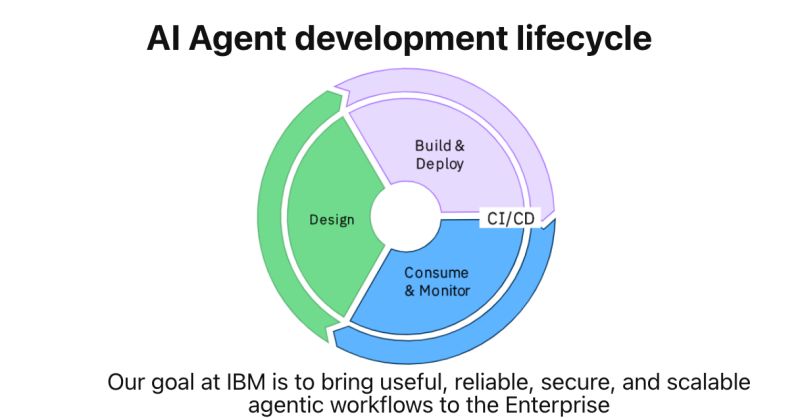 AI Agent development lifecycle
Build &
Deploy
Design
CI/CD
Consume
& Monitor
Our goal at IBM is to bring useful, reliable, secure, and scalable
agentic workflows to the Enterprise